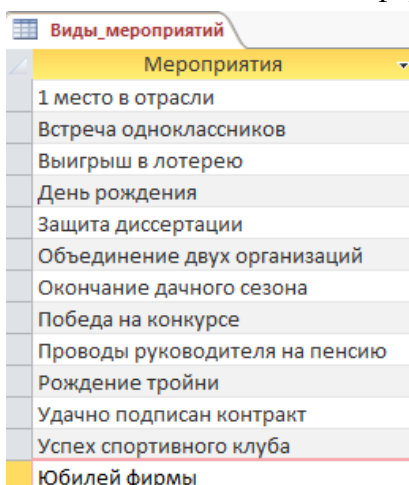 Виды_мероприятий
Мероприятия
1 место в отрасли
Встреча одноклассников
Выигрыш в лотерею
День рождения
Защита диссертации
Объединение двух организаций
Окончание дачного сезона
Победа на конкурсе
Проводы руководителя на пенсию
Рождение тройни
Удачно подписан контракт
Успех спортивного клуба
Юбилей фирмы